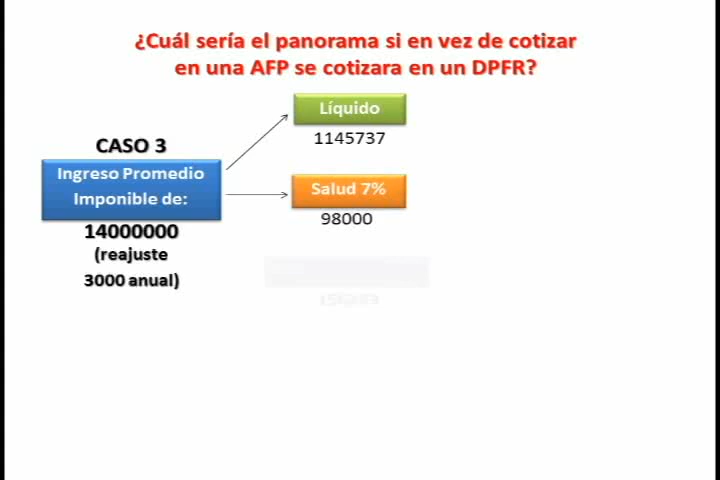 ¿Cuál sería el panorama si en vez de cotizar
en una AFP se cotizara en un DPFR?
Líquido
1145737
CASO 3
Ingreso Promedio
Imponible de:
14000000
(reajuste
3000 anual)
Salud 7%
98000